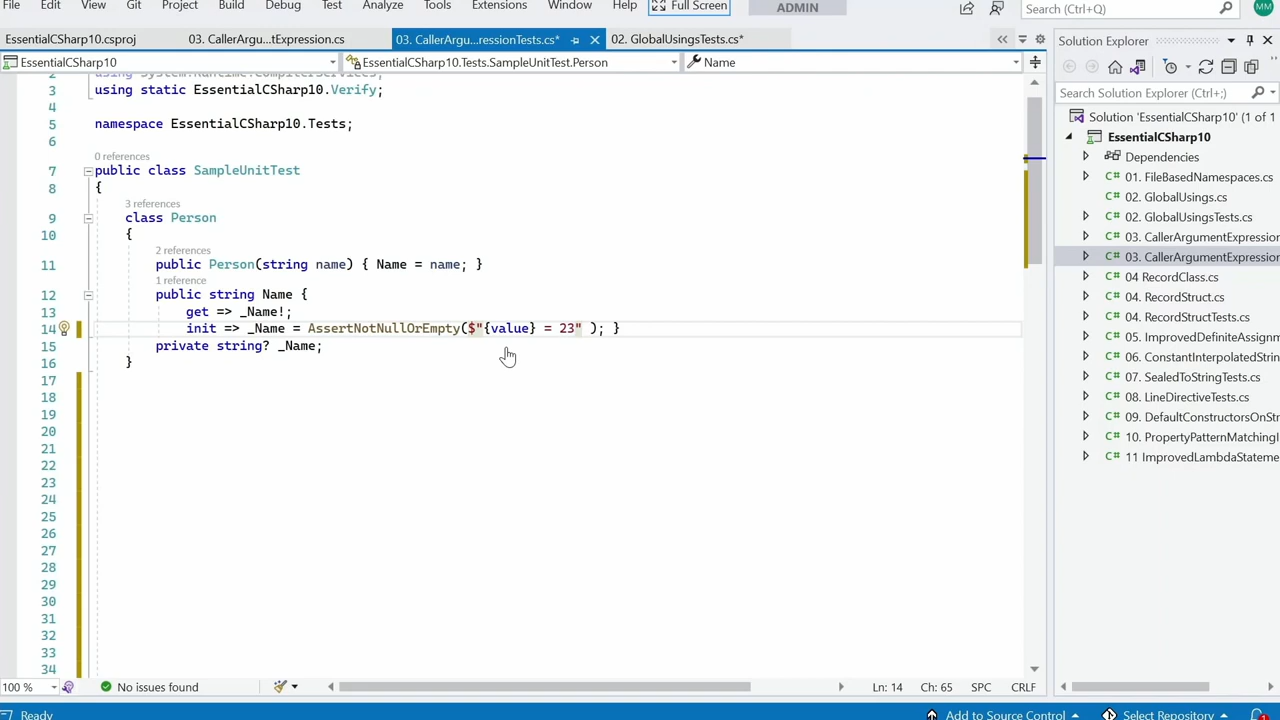 File Edit View Git Project Build Debug Test Analyze Tools Extensions Window Help Full Screen ADMIN Search (Ctrl+Q) MM
EssentialCSharp10.csproj 03. CallerArgu...tExpression.cs 03. CallerArgu...ressionTests.cs* 02. GlobalUsingsTests.cs*
EssentialCSharp10 EssentialCSharp10.Tests.SampleUnitTest.Person Name
2 using System.Runtime.CompilerServices;
3 using static EssentialCSharp10.Verify;
4
5 namespace EssentialCSharp10.Tests;
6
0 references
7 public class SampleUnitTest
8 {
3 references
9 class Person
10 {
2 references
11 public Person(string name) { Name = name; }
1 reference
12 public string Name {
13 get => _Name!;
14 init => _Name = AssertNotNullOrEmpty($"{value} = 23" ); }
15 private string? _Name;
16 }
17
18
19
20
21
22
23
24
25
26
27
28
29
30
31
32
33
34
100 % No issues found Ln: 14 Ch: 65 SPC CRLF
Ready Add to Source Control Select Repository 1
Solution Explorer
Search Solution Explorer (Ctrl+;)
Solution 'EssentialCSharp10' (1 of 1
EssentialCSharp10
Dependencies
C# 01. FileBasedNamespaces.cs
C# 02. GlobalUsings.cs
C# 02. GlobalUsingsTests.cs
C# 03. CallerArgumentExpression
C# 03. CallerArgumentExpression
C# 04 RecordClass.cs
C# 04. RecordStruct.cs
C# 04. RecordStructTests.cs
C# 05. ImprovedDefiniteAssignm
C# 06. ConstantInterpolatedString
C# 07. SealedToStringTests.cs
C# 08. LineDirectiveTests.cs
C# 09. DefaultConstructorsOnStr
C# 10. PropertyPatternMatchingI
C# 11 ImprovedLambdaStateme